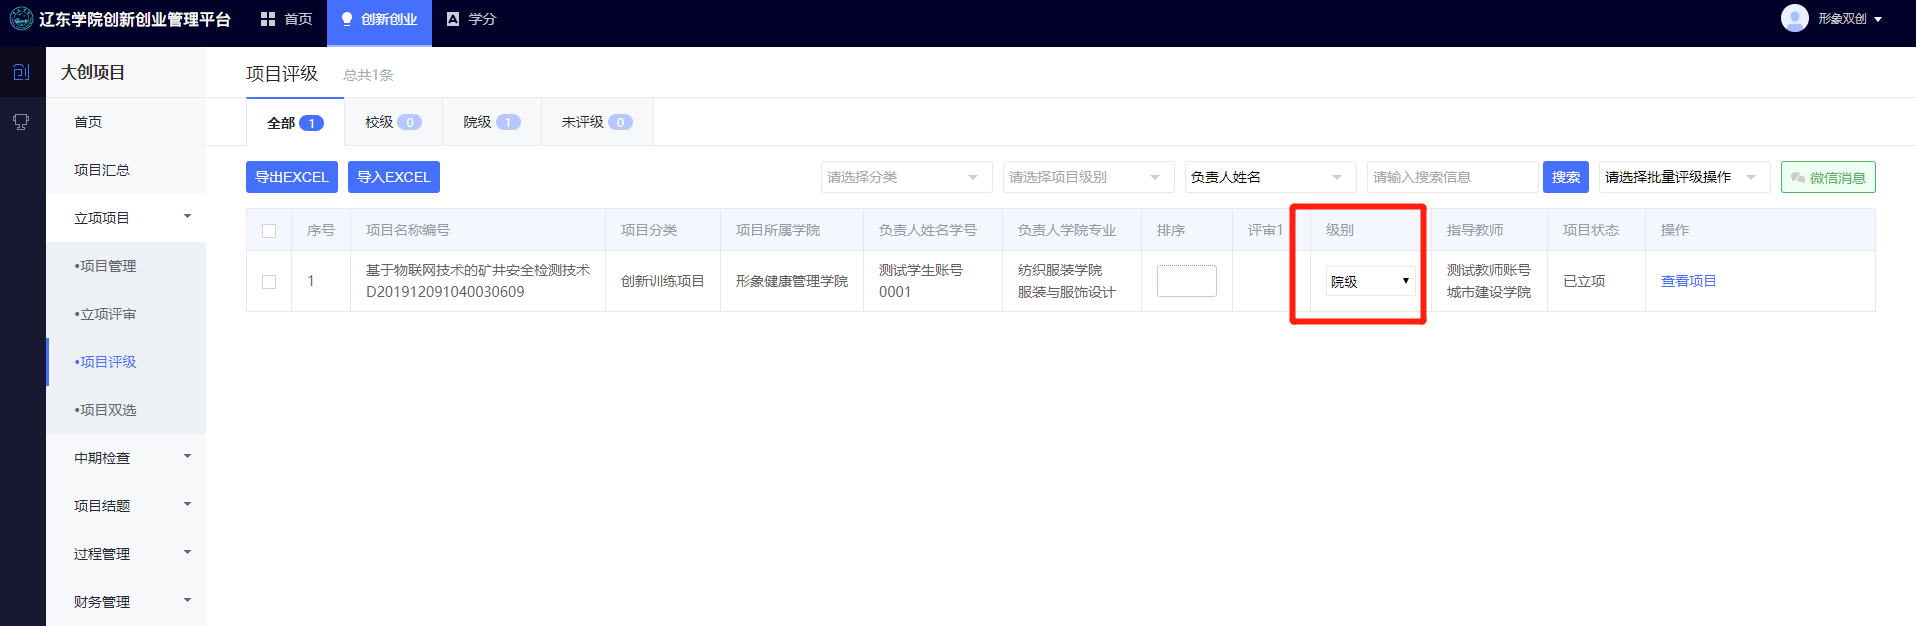 辽东学院创新创业管理平台 首页 创新创业 学分 形象双创
创 大创项目
首页
项目汇总
立项项目
•项目管理
•立项评审
•项目评级
•项目双选
中期检查
项目结题
过程管理
财务管理
项目评级 总共1条
全部 1 校级 0 院级 1 未评级 0
导出EXCEL 导入EXCEL 请选择分类 请选择项目级别 负责人姓名 请输入搜索信息 搜索 请选择批量评级操作 微信消息
序号 项目名称编号 项目分类 项目所属学院 负责人姓名学号 负责人学院专业 排序 评审1 级别 指导教师 项目状态 操作
1 基于物联网技术的矿井安全检测技术 创新训练项目 形象健康管理学院 测试学生账号 纺织服装学院 院级 测试教师账号 已立项 查看项目
D201912091040030609 0001 服装与服饰设计 城市建设学院